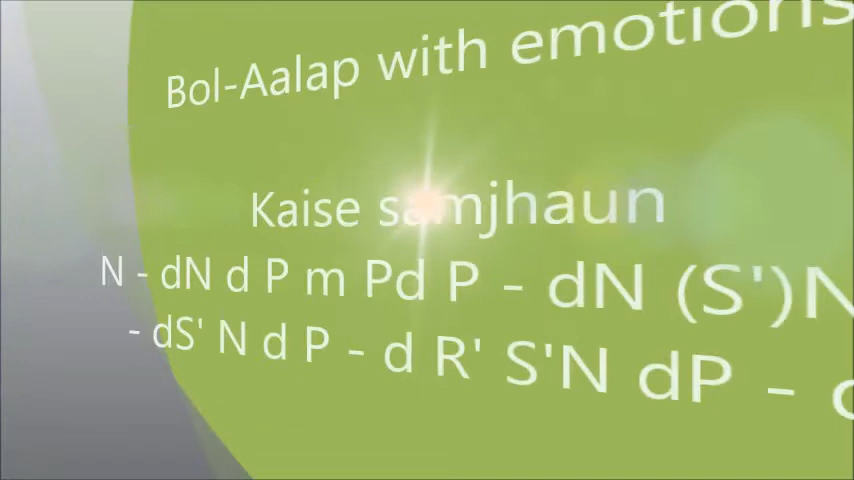 Bol-Aalap with emotions
Kaise samjhaun
N - dN d P m Pd P - dN (S')N
- dS' N d P - d R' S'N dP - d